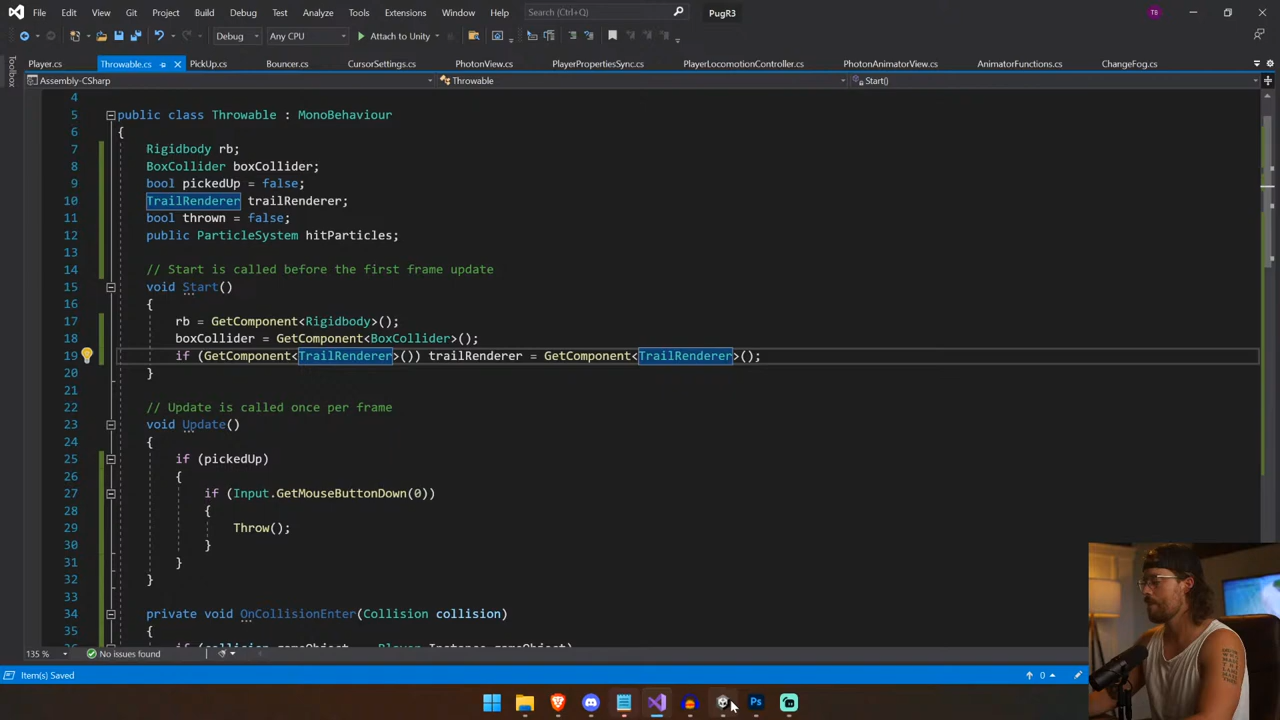 File Edit View Git Project Build Debug Test Analyze Tools Extensions Window Help Search (Ctrl+Q) PugR3 TB
Debug Any CPU Attach to Unity
Toolbox
Player.cs Throwable.cs PickUp.cs Bouncer.cs CursorSettings.cs PhotonView.cs PlayerPropertiesSync.cs PlayerLocomotionController.cs PhotonAnimatorView.cs AnimatorFunctions.cs ChangeFog.cs
Assembly-CSharp Throwable Start()
4
5 public class Throwable : MonoBehaviour
6 {
7 Rigidbody rb;
8 BoxCollider boxCollider;
9 bool pickedUp = false;
10 TrailRenderer trailRenderer;
11 bool thrown = false;
12 public ParticleSystem hitParticles;
13
14 // Start is called before the first frame update
15 void Start()
16 {
17 rb = GetComponent<Rigidbody>();
18 boxCollider = GetComponent<BoxCollider>();
19 if (GetComponent<TrailRenderer>()) trailRenderer = GetComponent<TrailRenderer>();
20 }
21
22 // Update is called once per frame
23 void Update()
24 {
25 if (pickedUp)
26 {
27 if (Input.GetMouseButtonDown(0))
28 {
29 Throw();
30 }
31 }
32 }
33
34 private void OnCollisionEnter(Collision collision)
35 {
135 % No issues found
Item(s) Saved 0
Ps